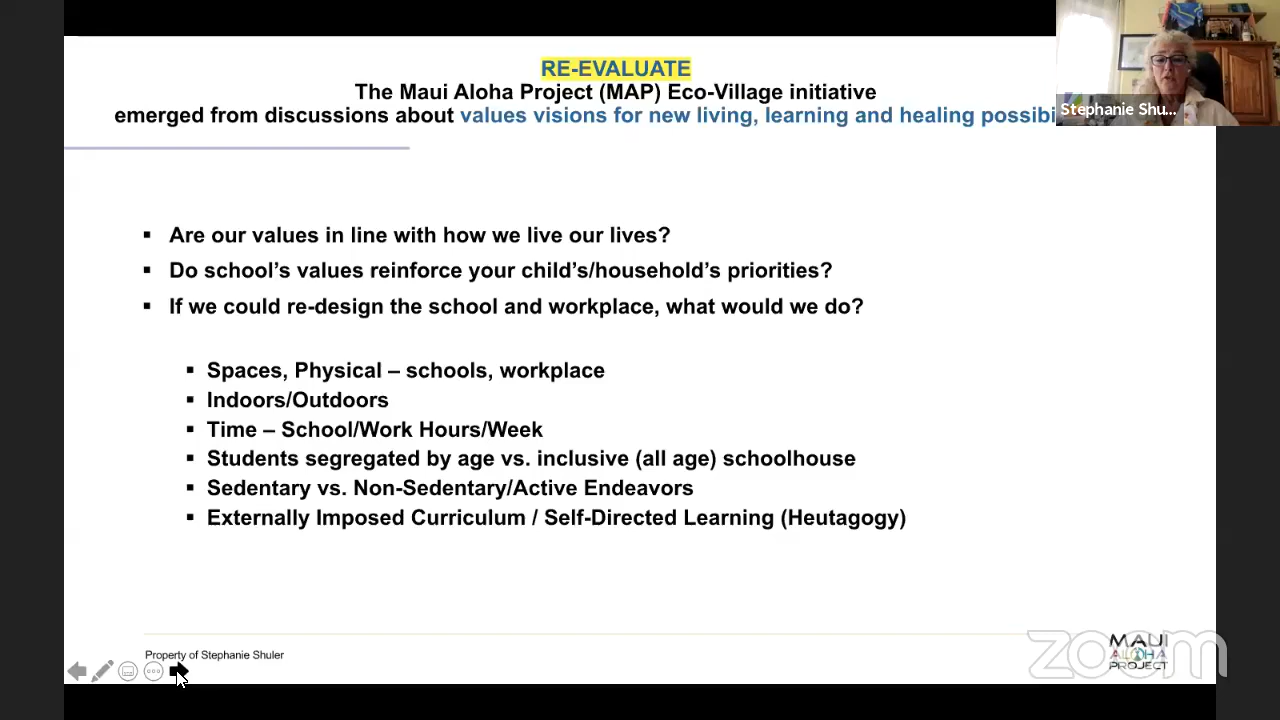 RE-EVALUATE
The Maui Aloha Project (MAP) Eco-Village initiative
emerged from discussions about values visions for new living, learning and healing possibi
Stephanie Shu...
▪ Are our values in line with how we live our lives?
▪ Do school's values reinforce your child's/household's priorities?
▪ If we could re-design the school and workplace, what would we do?
▪ Spaces, Physical – schools, workplace
▪ Indoors/Outdoors
▪ Time – School/Work Hours/Week
▪ Students segregated by age vs. inclusive (all age) schoolhouse
▪ Sedentary vs. Non-Sedentary/Active Endeavors
▪ Externally Imposed Curriculum / Self-Directed Learning (Heutagogy)
Property of Stephanie Shuler
MAUI
ALOHA
PROJECT
zoom